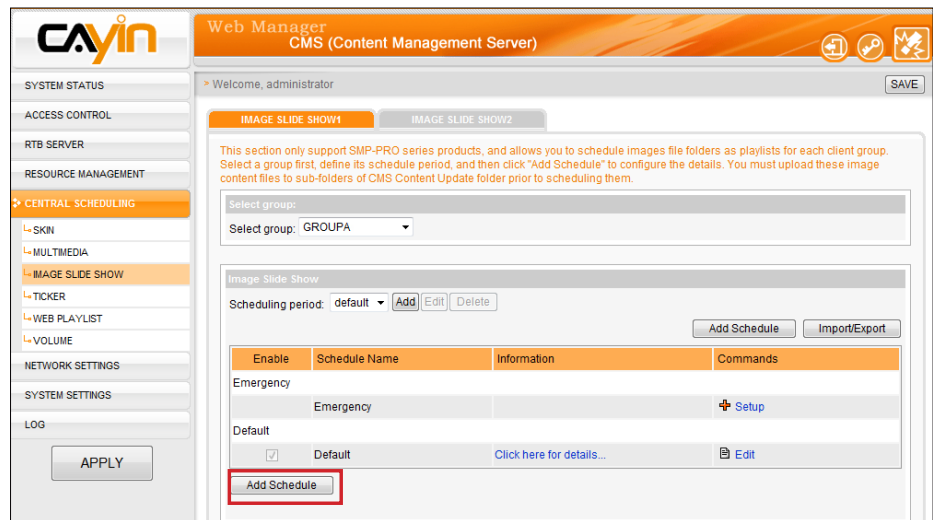 CAYIN
Web Manager
CMS (Content Management Server)
SYSTEM STATUS
ACCESS CONTROL
RTB SERVER
RESOURCE MANAGEMENT
CENTRAL SCHEDULING
SKIN
MULTIMEDIA
IMAGE SLIDE SHOW
TICKER
WEB PLAYLIST
VOLUME
NETWORK SETTINGS
SYSTEM SETTINGS
LOG
APPLY
> Welcome, administrator
SAVE
IMAGE SLIDE SHOW1
IMAGE SLIDE SHOW2
This section only support SMP-PRO series products, and allows you to schedule images file folders as playlists for each client group.
Select a group first, define its schedule period, and then click "Add Schedule" to configure the details. You must upload these image
content files to sub-folders of CMS Content Update folder prior to scheduling them.
Select group:
Select group: GROUPA
Image Slide Show
Scheduling period: default Add Edit Delete
Add Schedule Import/Export
Enable Schedule Name Information Commands
Emergency
Emergency Setup
Default
Default Click here for details... Edit
Add Schedule